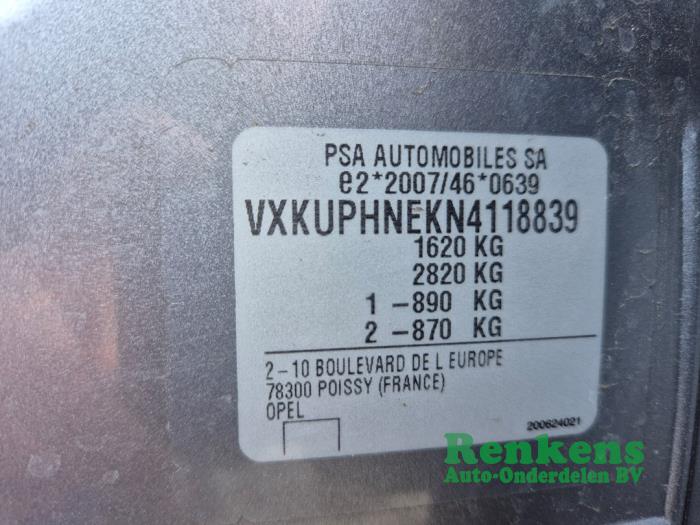 PSA AUTOMOBILES SA
e2*2007/46*0639
VXKUPHNEKN4118839
1620 KG
2820 KG
1 -890 KG
2 -870 KG
2-10 BOULEVARD DE L EUROPE
78300 POISSY (FRANCE)
OPEL
200624021
Renkens
Auto-Onderdelen BV